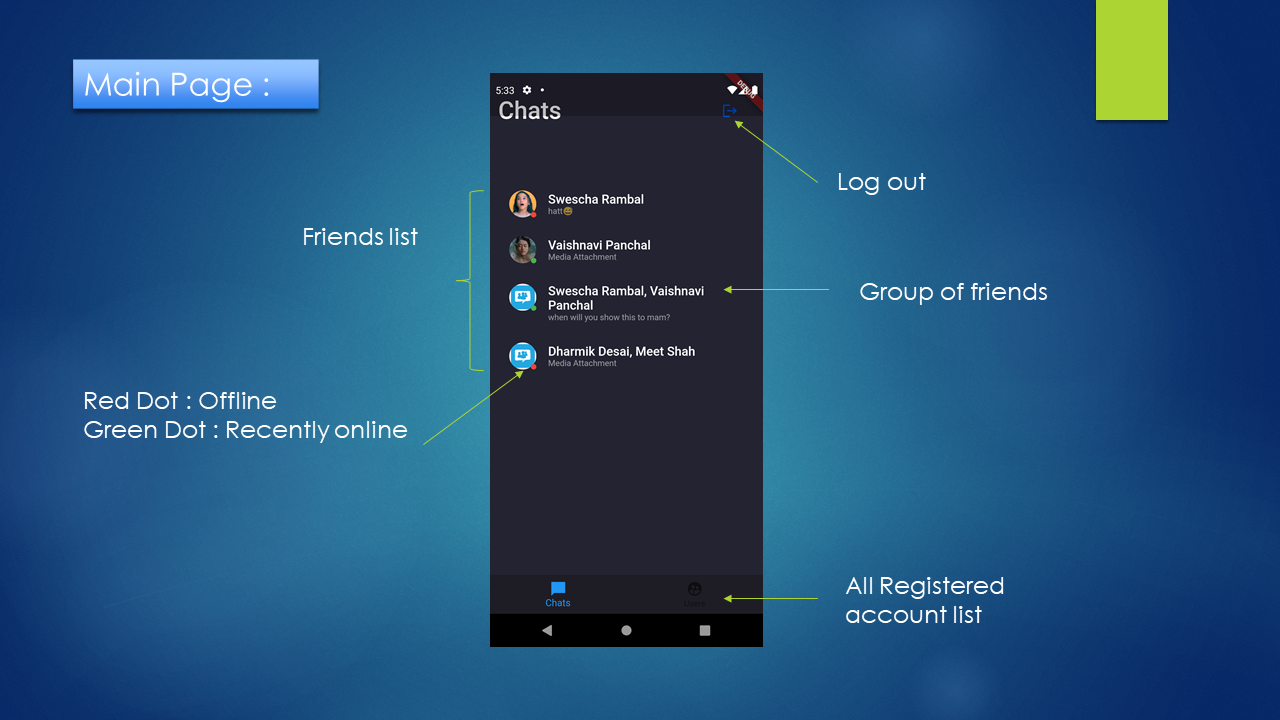 Main Page :
5:33
DEBUG
Chats
Log out
Swescha Rambal
hatt😅
Friends list
Vaishnavi Panchal
Media Attachment
Swescha Rambal, Vaishnavi
Panchal
when will you show this to mam?
Group of friends
Dharmik Desai, Meet Shah
Media Attachment
Red Dot : Offline
Green Dot : Recently online
Chats
Users
All Registered
account list